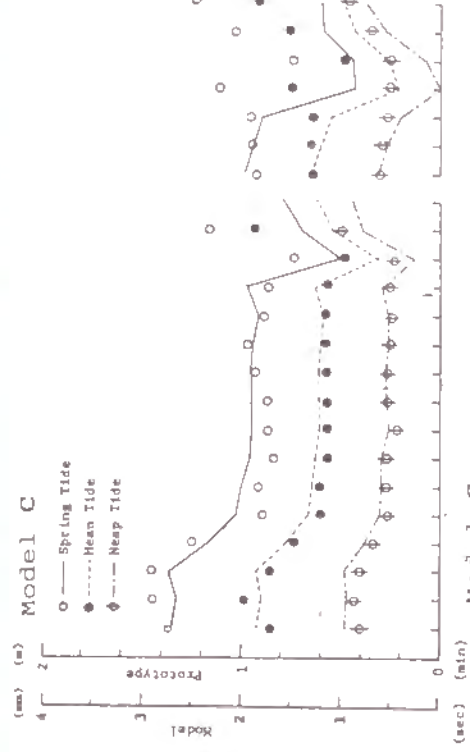 (mm) (m) Model C
Spring Tide
Mean Tide
Neap Tide
4 2
3
Model Prototype
2 1
1
0 0
(sec) (min)